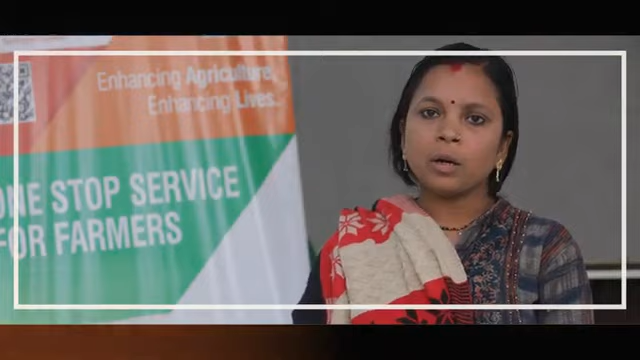 Enhancing Agriculture,
Enhancing Lives...
ONE STOP SERVICE
FOR FARMERS